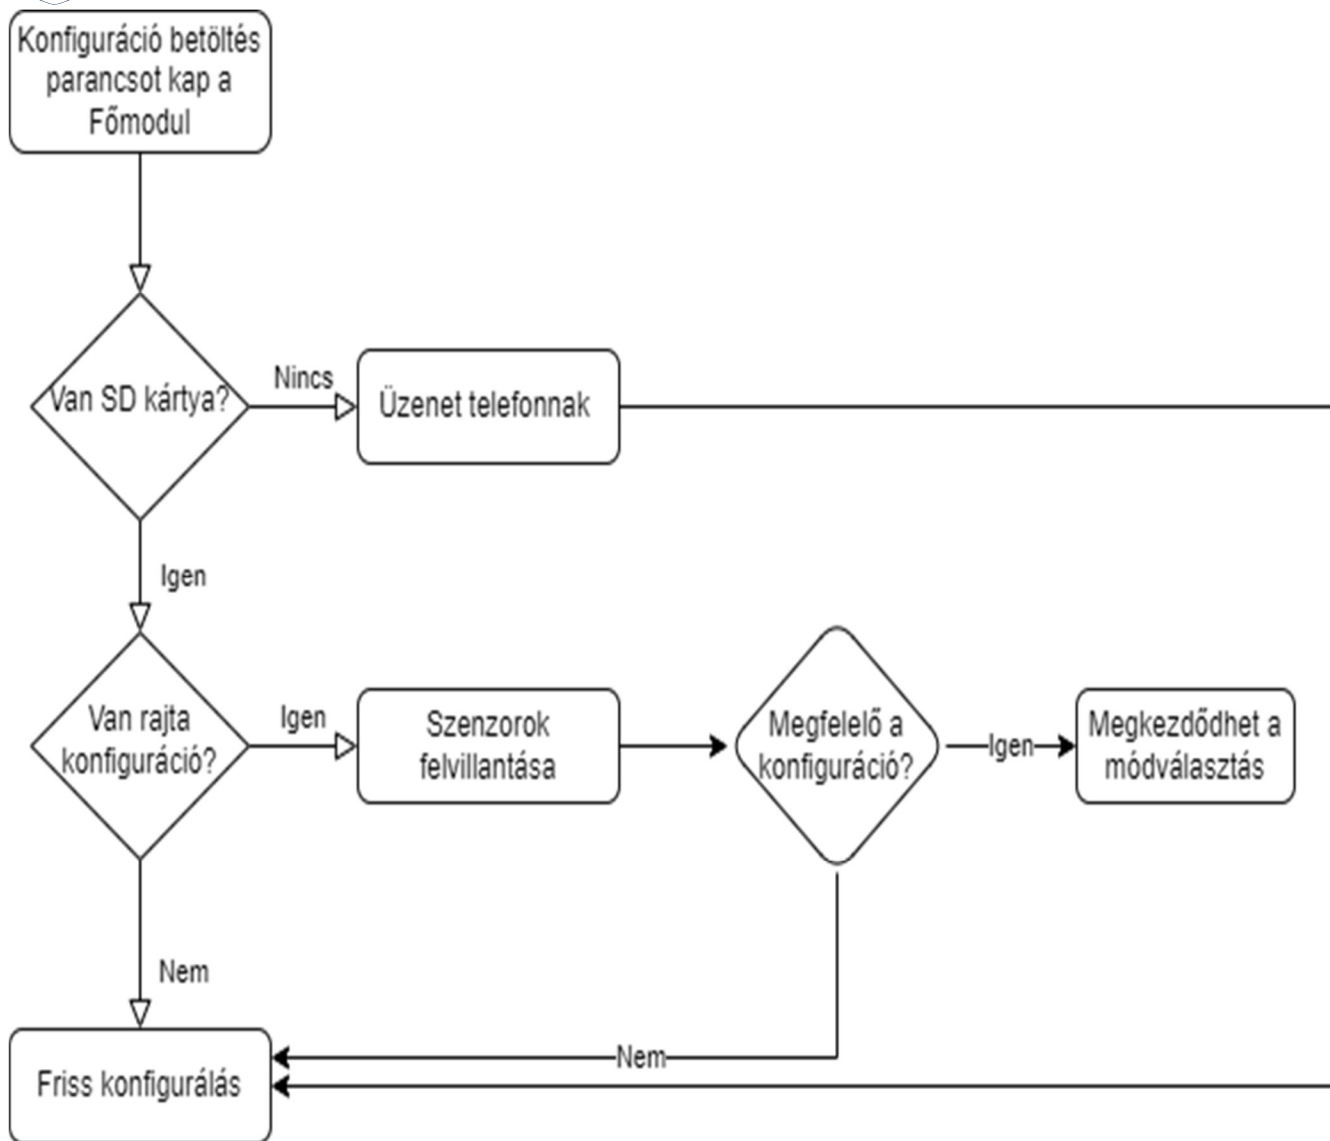 Konfiguráció betöltés
parancsot kap a
Főmodul
Van SD kártya?
Nincs
Üzenet telefonnak
Igen
Van rajta
konfiguráció?
Igen
Szenzorok
felvillantása
Megfelelő a
konfiguráció?
Igen
Megkezdődhet a
módválasztás
Nem
Nem
Friss konfigurálás